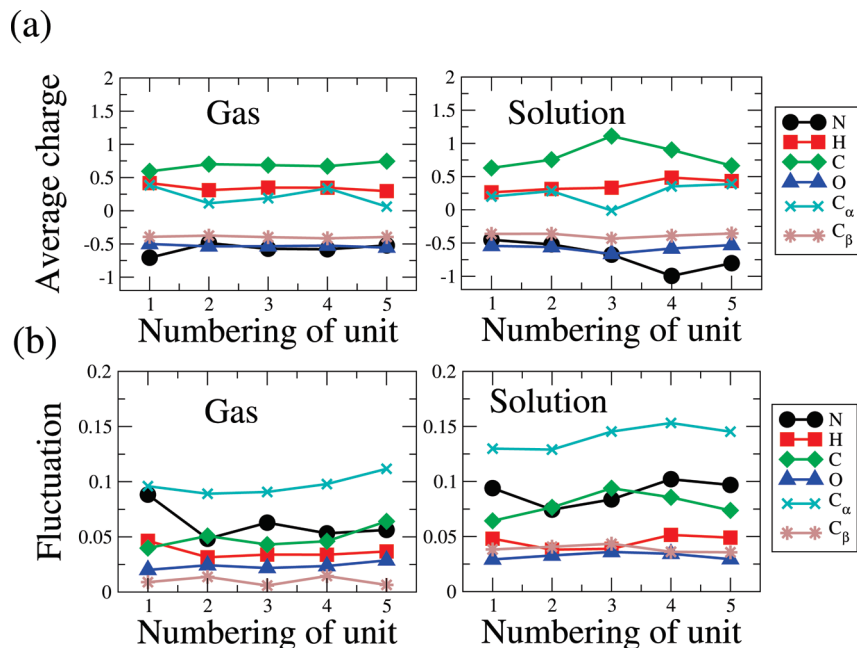 (a)
Average charge
2
1.5
1
0.5
0
-0.5
-1
Gas
1 2 3 4 5
Numbering of unit
2
1.5
1
0.5
0
-0.5
-1
Solution
1 2 3 4 5
Numbering of unit
N
H
C
O
Cα
Cβ
(b)
Fluctuation
0.2
0.15
0.1
0.05
0
Gas
1 2 3 4 5
Numbering of unit
0.2
0.15
0.1
0.05
0
Solution
1 2 3 4 5
Numbering of unit
N
H
C
O
Cα
Cβ